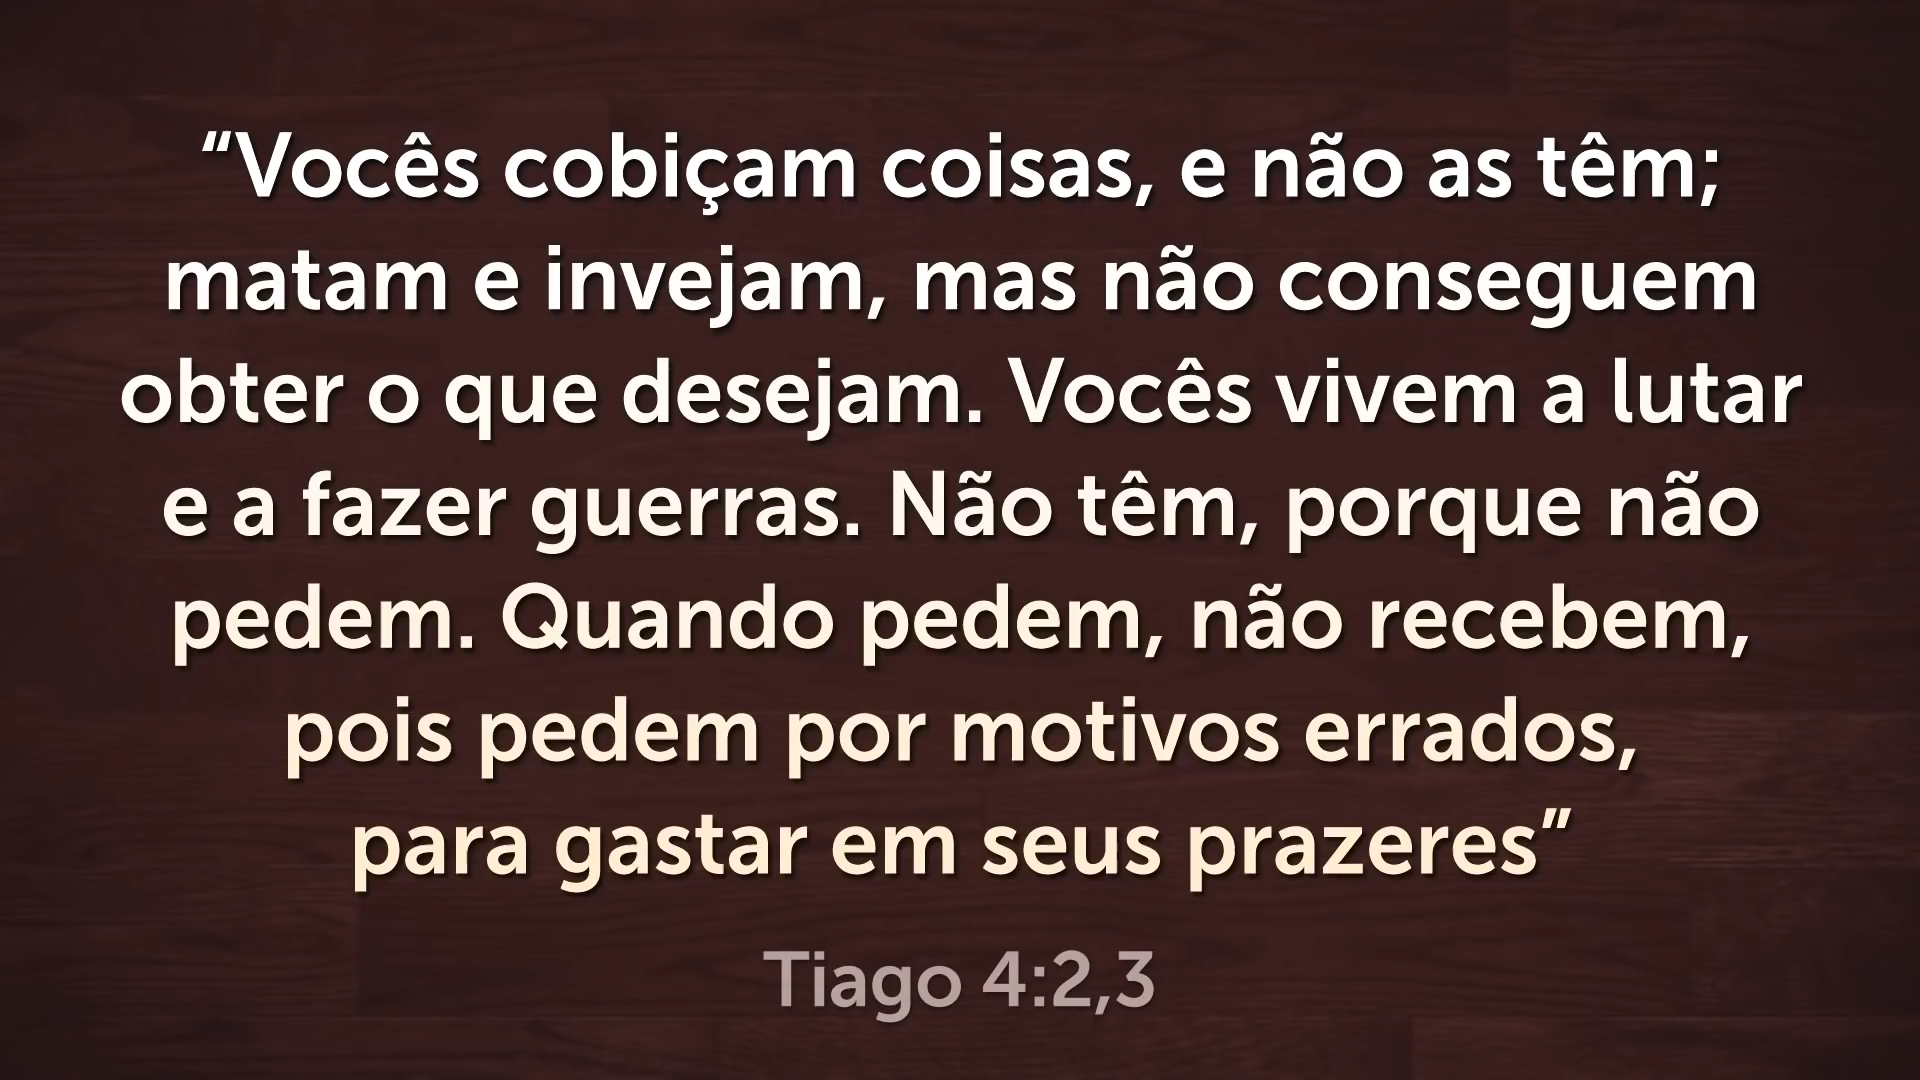 “Vocês cobiçam coisas, e não as têm;
matam e invejam, mas não conseguem
obter o que desejam. Vocês vivem a lutar
e a fazer guerras. Não têm, porque não
pedem. Quando pedem, não recebem,
pois pedem por motivos errados,
para gastar em seus prazeres”
Tiago 4:2,3